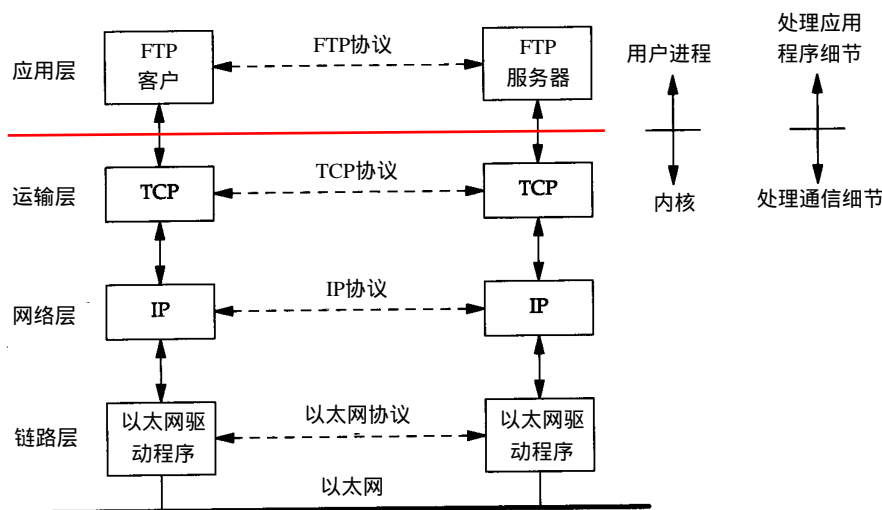 应用层
FTP
客户
FTP协议
FTP
服务器
用户进程
处理应用
程序细节
运输层
TCP
TCP协议
TCP
内核
处理通信细节
网络层
IP
IP协议
IP
链路层
以太网驱
动程序
以太网协议
以太网驱
动程序
以太网